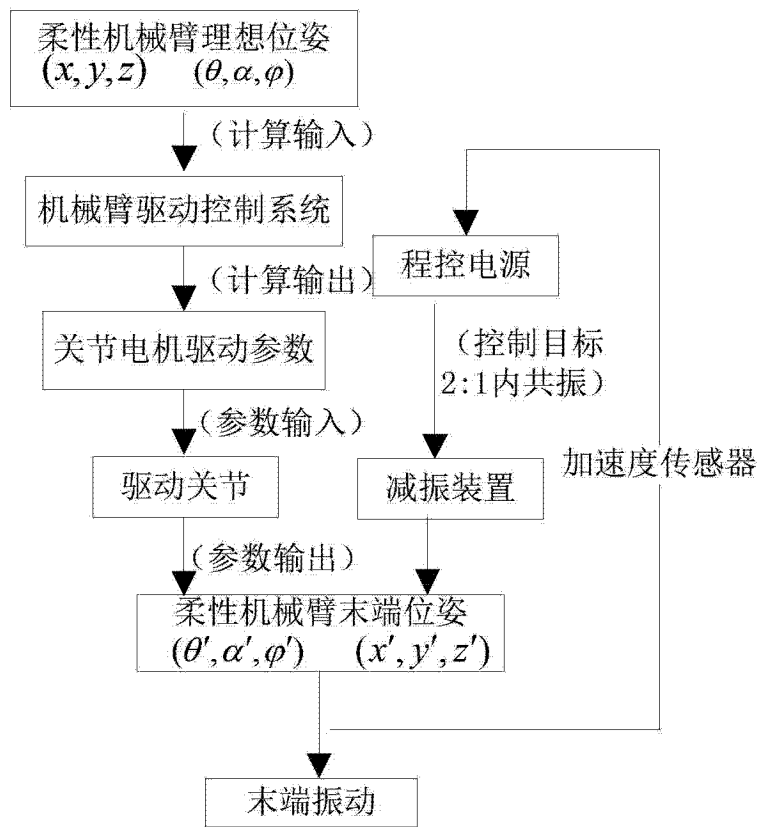 柔性机械臂理想位姿
(x,y,z) (θ,α,φ)
（计算输入）
机械臂驱动控制系统
程控电源
（计算输出）
关节电机驱动参数
（控制目标
2:1内共振）
（参数输入）
加速度传感器
驱动关节
减振装置
（参数输出）
柔性机械臂末端位姿
(θ′,α′,φ′) (x′,y′,z′)
末端振动